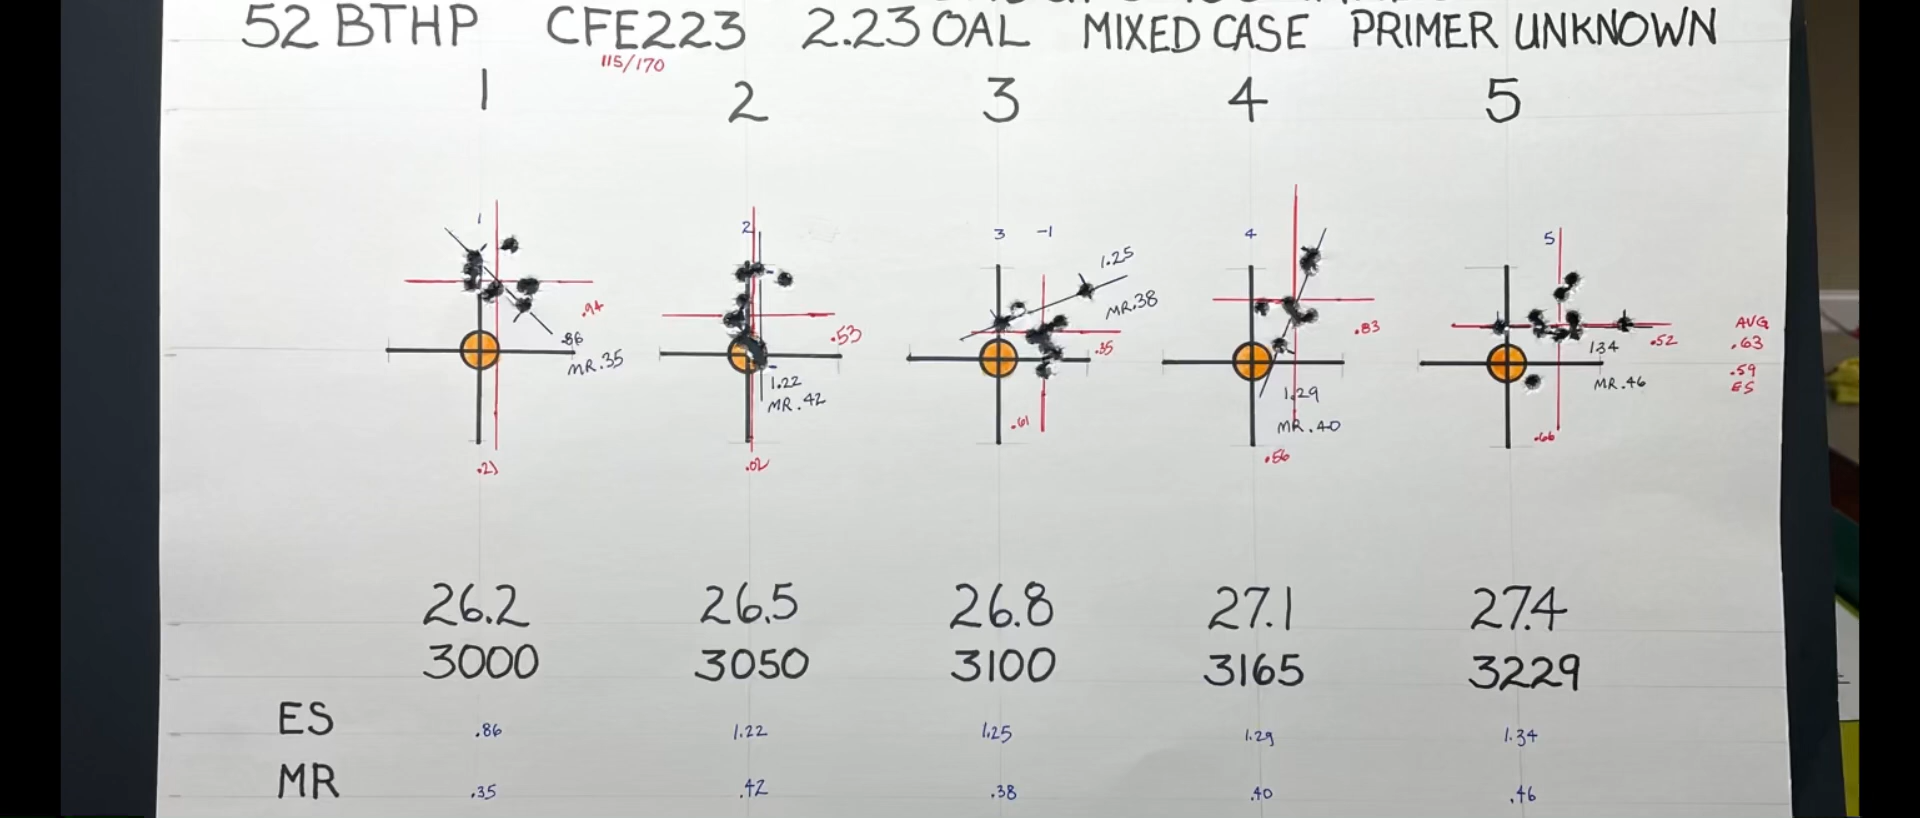 52 BTHP CFE223 2.23 OAL MIXED CASE PRIMER UNKNOWN
115/170
1 2 3 4 5
1 2 3 -1 4 5
1.25
MR.38
.94 .53 .35 .83 .52 AVG
.63
.86 1.34
MR.35 .59
ES
1.22 MR.46
MR.42 1.29
.61 MR.40
.66
.02 .56
26.2 26.5 26.8 27.1 27.4
3000 3050 3100 3165 3229
ES .86 1.22 1.25 1.29 1.34
MR .35 .42 .38 .40 .46